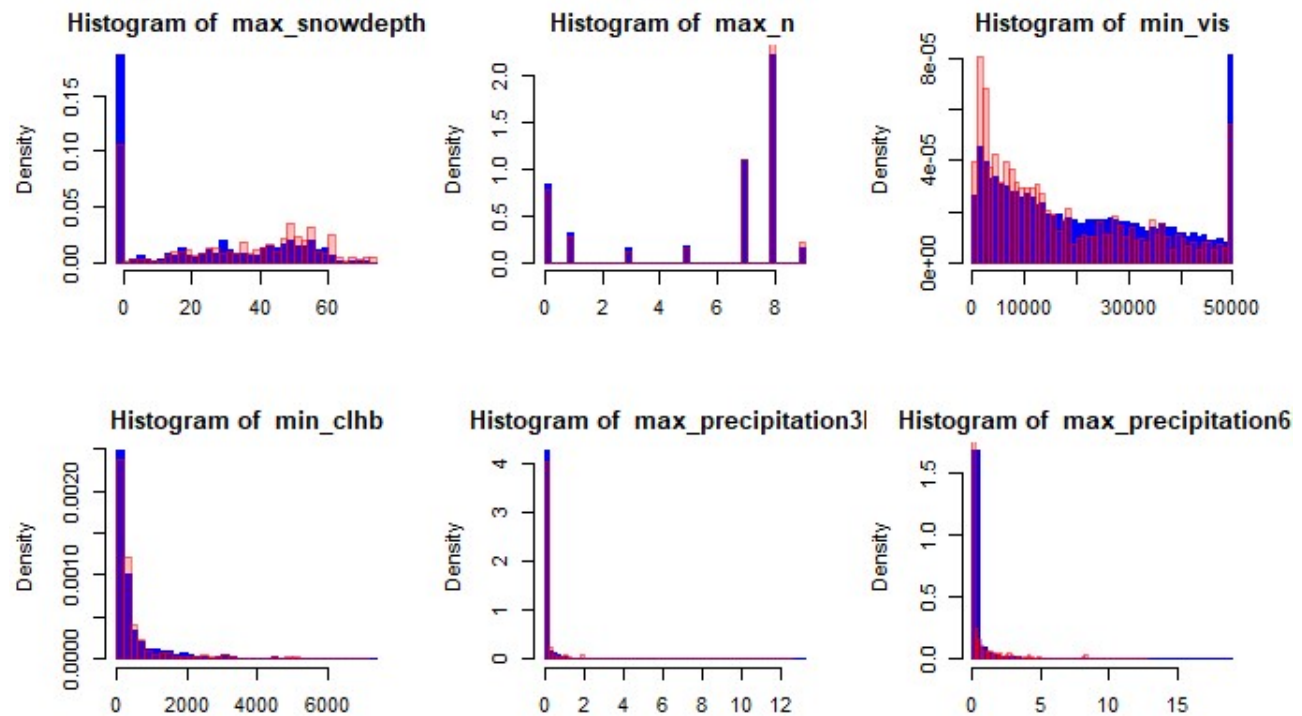 Histogram of max_snowdepth
Density
0.00 0.05 0.10 0.15
0 20 40 60
Histogram of max_n
Density
0.0 0.5 1.0 1.5 2.0
0 2 4 6 8
Histogram of min_vis
Density
0e+00 4e-05 8e-05
0 10000 30000 50000
Histogram of min_clhb
Density
0.0000 0.0010 0.0020
0 2000 4000 6000
Histogram of max_precipitation3
Density
0 1 2 3 4
0 2 4 6 8 10 12
Histogram of max_precipitation6
Density
0.0 0.5 1.0 1.5
0 5 10 15